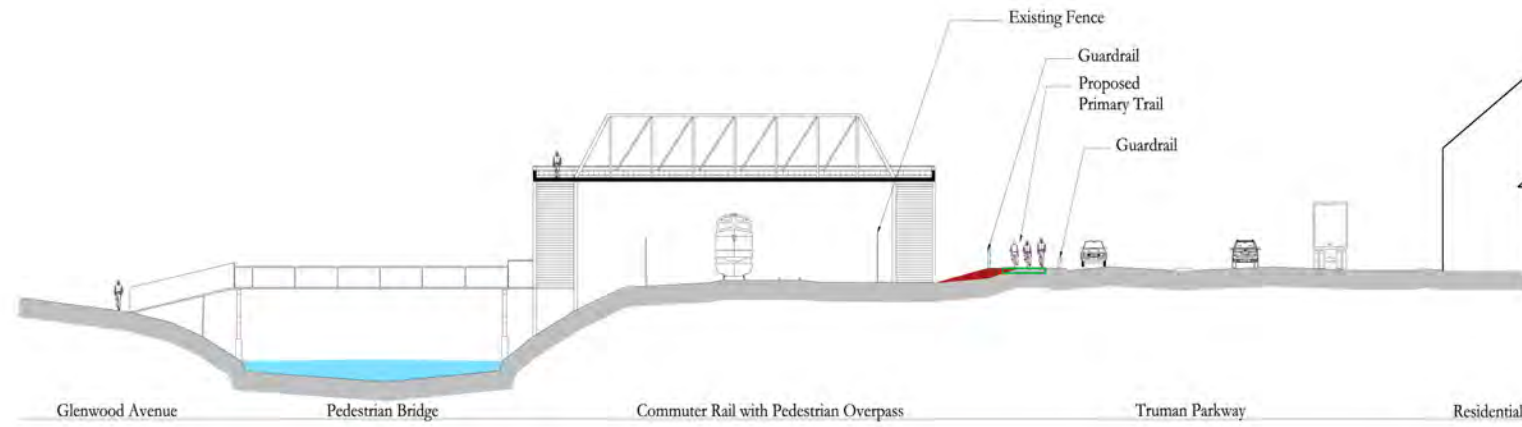 Existing Fence
Guardrail
Proposed
Primary Trail
Guardrail
Glenwood Avenue
Pedestrian Bridge
Commuter Rail with Pedestrian Overpass
Truman Parkway
Residential